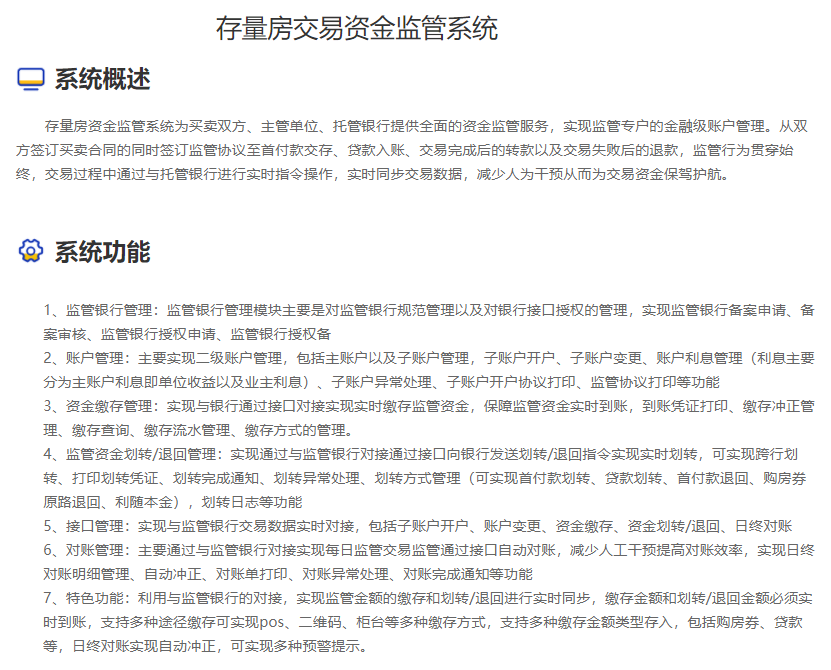 存量房交易资金监管系统
系统概述
存量房资金监管系统为买卖双方、主管单位、托管银行提供全面的资金监管服务，实现监管专户的金融级账户管理。从双
方签订买卖合同的同时签订监管协议至首付款交存、贷款入账、交易完成后的转款以及交易失败后的退款，监管行为贯穿始
终，交易过程中通过与托管银行进行实时指令操作，实时同步交易数据，减少人为干预从而为交易资金保驾护航。
系统功能
1、监管银行管理：监管银行管理模块主要是对监管银行规范管理以及对银行接口授权的管理，实现监管银行备案申请、备
案审核、监管银行授权申请、监管银行授权备
2、账户管理：主要实现二级账户管理，包括主账户以及子账户管理，子账户开户、子账户变更、账户利息管理（利息主要
分为主账户利息即单位收益以及业主利息）、子账户异常处理、子账户开户协议打印、监管协议打印等功能
3、资金缴存管理：实现与银行通过接口对接实现实时缴存监管资金，保障监管资金实时到账，到账凭证打印、缴存冲正管
理、缴存查询、缴存流水管理、缴存方式的管理。
4、监管资金划转/退回管理：实现通过与监管银行对接通过接口向银行发送划转/退回指令实现实时划转，可实现跨行划
转、打印划转凭证、划转完成通知、划转异常处理、划转方式管理（可实现首付款划转、贷款划转、首付款退回、购房券
原路退回、利随本金），划转日志等功能
5、接口管理：实现与监管银行交易数据实时对接，包括子账户开户、账户变更、资金缴存、资金划转/退回、日终对账
6、对账管理：主要通过与监管银行对接实现每日监管交易监管通过接口自动对账，减少人工干预提高对账效率，实现日终
对账明细管理、自动冲正、对账单打印、对账异常处理、对账完成通知等功能
7、特色功能：利用与监管银行的对接，实现监管金额的缴存和划转/退回进行实时同步，缴存金额和划转/退回金额必须实
时到账，支持多种途径缴存可实现pos、二维码、柜台等多种缴存方式，支持多种缴存金额类型存入，包括购房券、贷款
等，日终对账实现自动冲正，可实现多种预警提示。